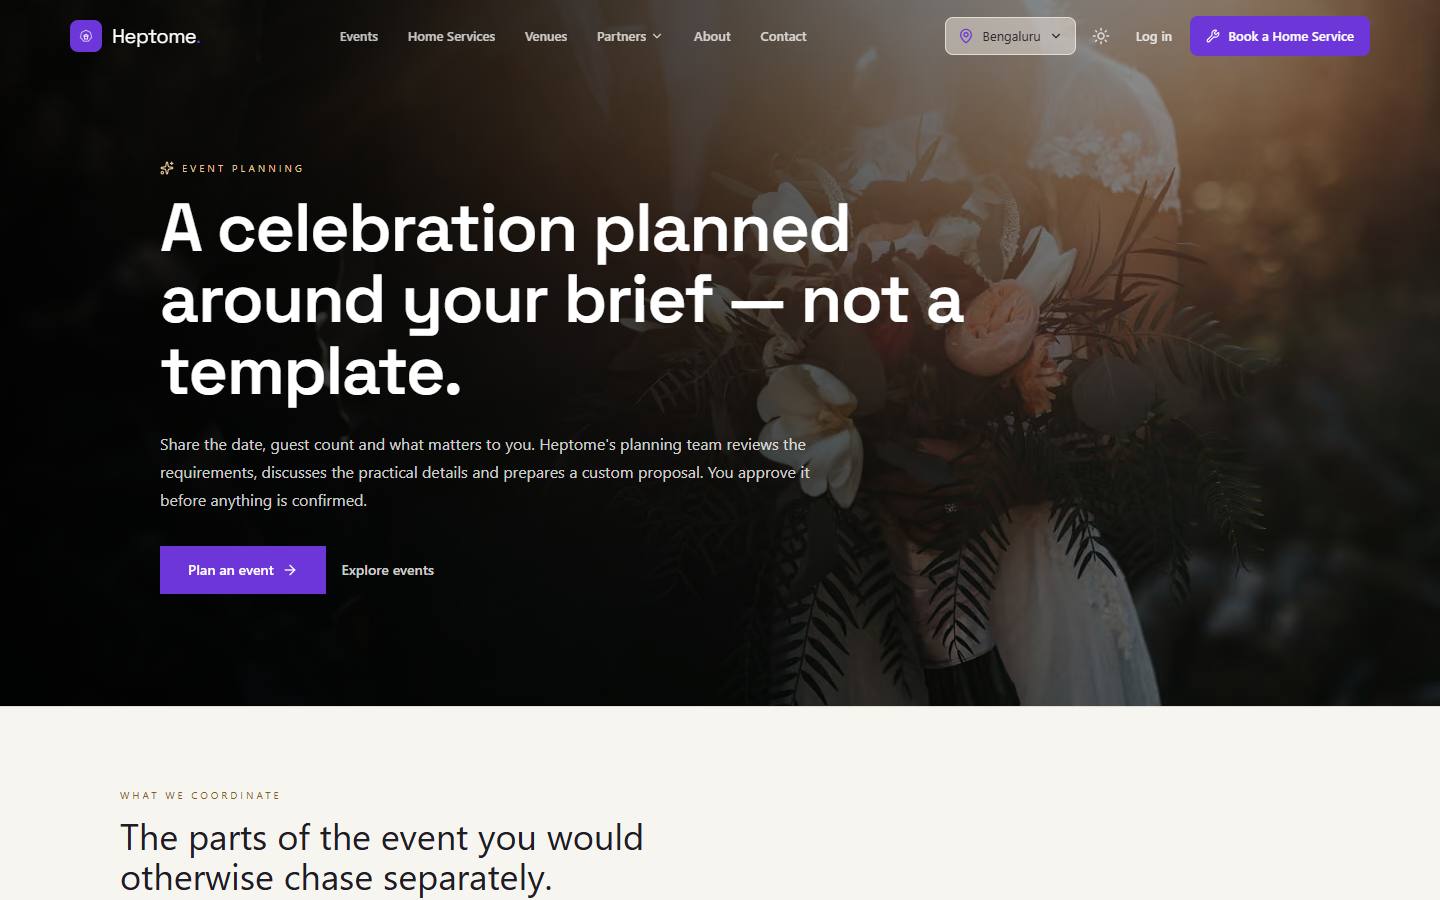 Heptome.
Events
Home Services
Venues
Partners
About
Contact
Bengaluru
Log in
Book a Home Service
EVENT PLANNING
A celebration planned
around your brief — not a
template.
Share the date, guest count and what matters to you. Heptome's planning team reviews the
requirements, discusses the practical details and prepares a custom proposal. You approve it
before anything is confirmed.
Plan an event
Explore events
WHAT WE COORDINATE
The parts of the event you would
otherwise chase separately.